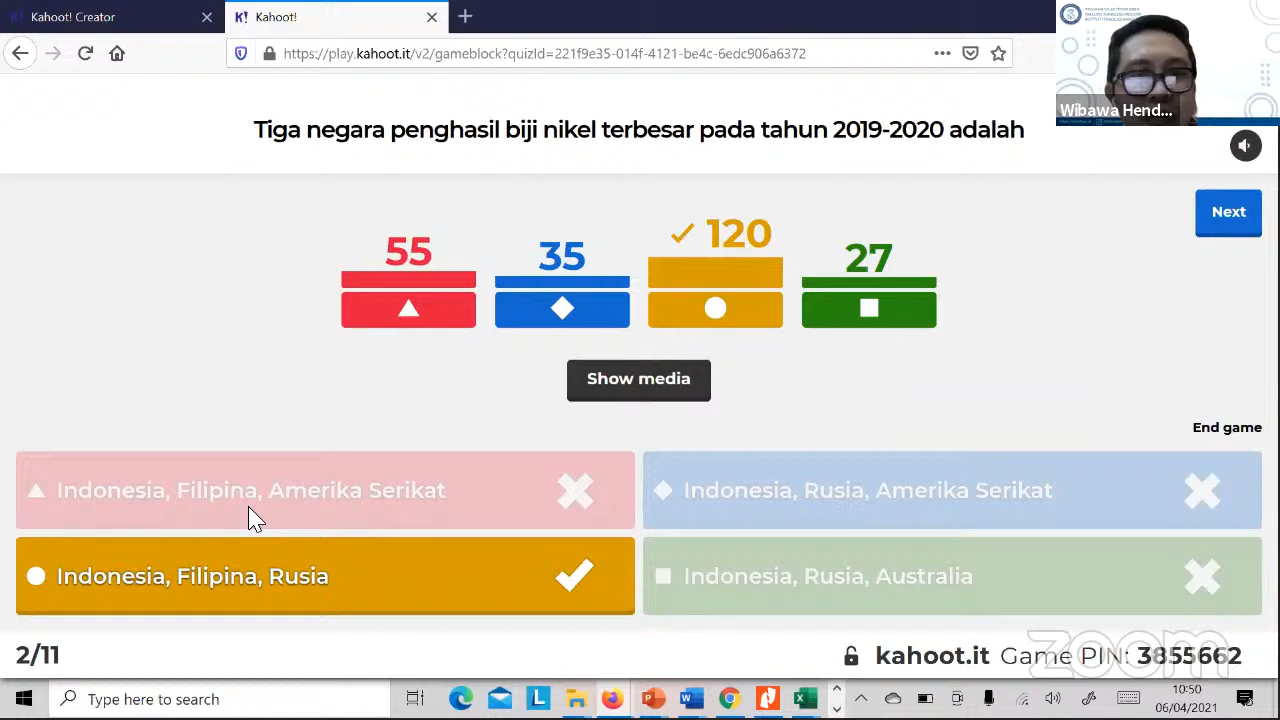 Kahoot! Creator
Kahoot!
https://play.kahoot.it/v2/gameblock?quizId=221f9e35-014f-4121-be4c-6edc906a6372
Wibawa Hend...
Tiga negara penghasil biji nikel terbesar pada tahun 2019-2020 adalah
Next
55
35
120
27
Show media
End game
Indonesia, Filipina, Amerika Serikat
Indonesia, Rusia, Amerika Serikat
Indonesia, Filipina, Rusia
Indonesia, Rusia, Australia
2/11
kahoot.it Game PIN: 3855662
zoom
Type here to search
10:50
06/04/2021